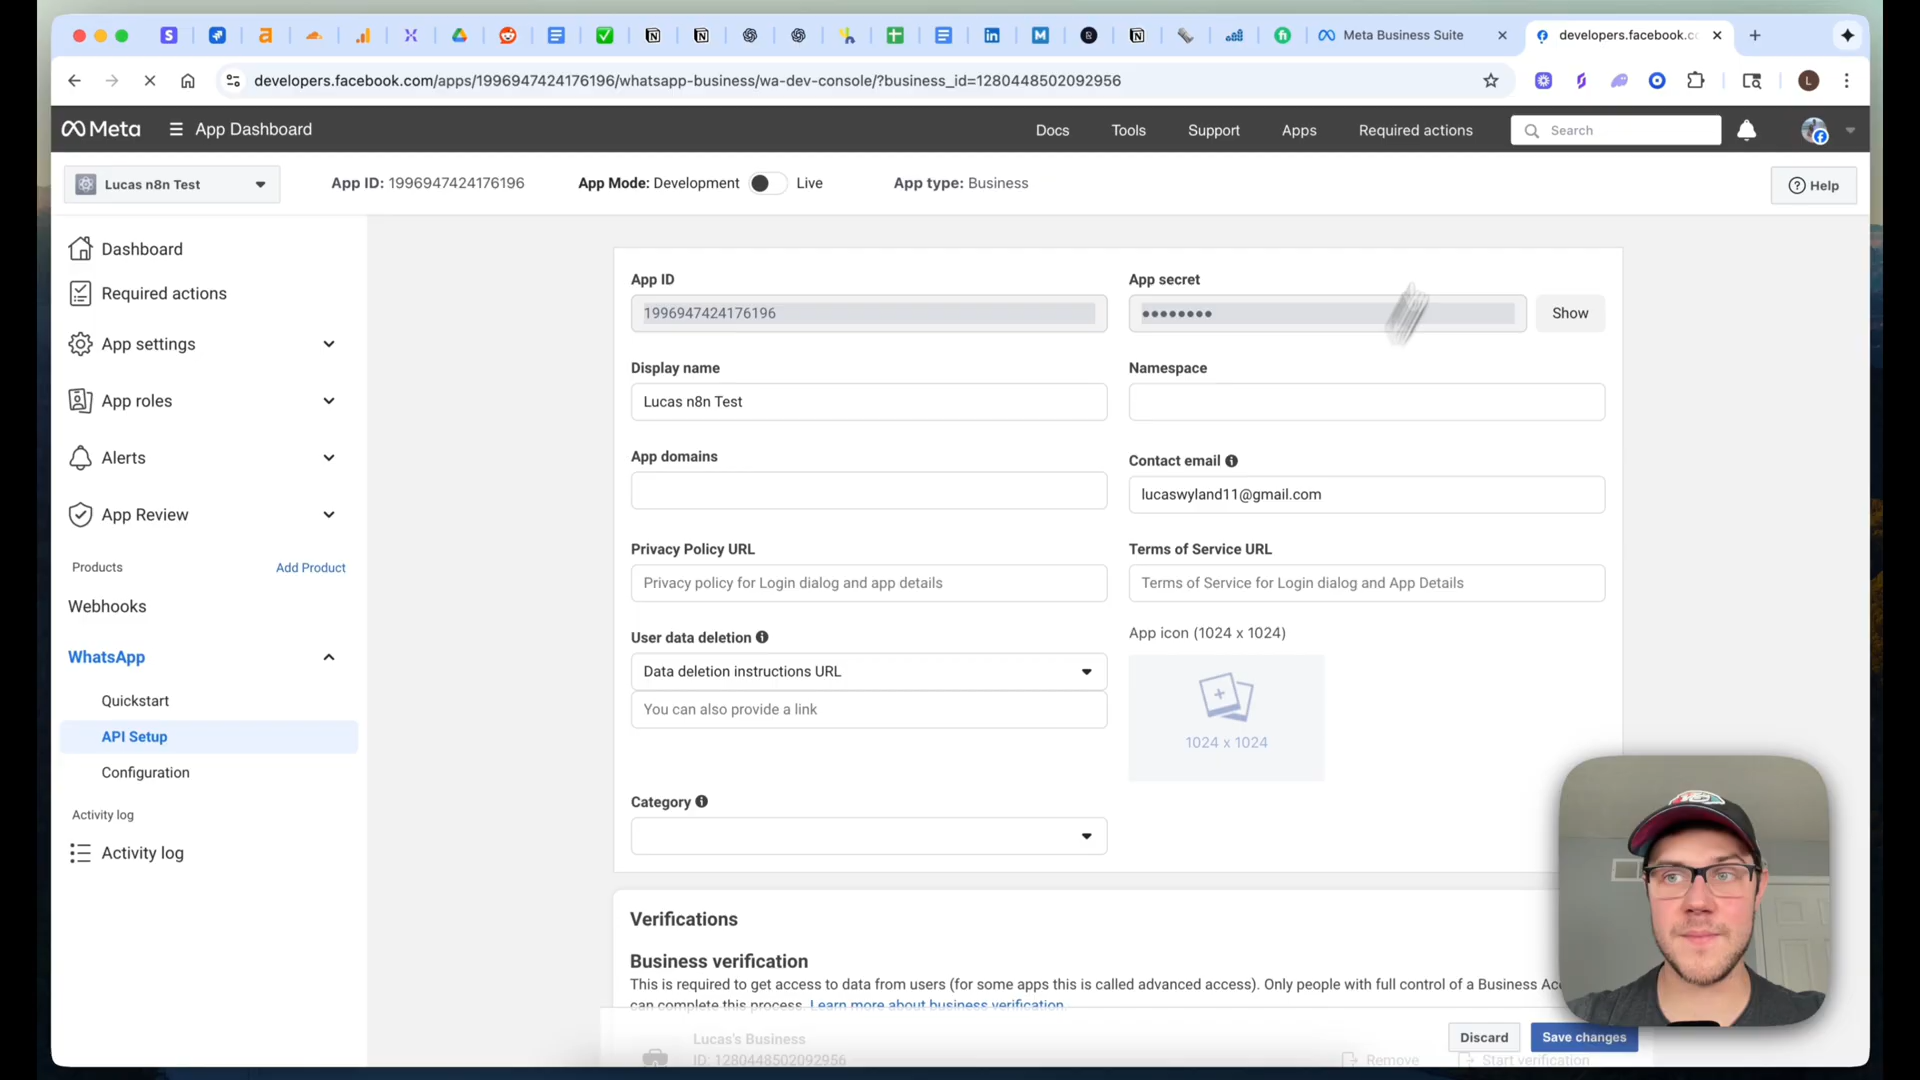 Meta Business Suite
developers.facebook.cc
developers.facebook.com/apps/1996947424176196/whatsapp-business/wa-dev-console/?business_id=1280448502092956
L
Meta
App Dashboard
Docs
Tools
Support
Apps
Required actions
Search
Lucas n8n Test
App ID: 1996947424176196
App Mode: Development
Live
App type: Business
Help
Dashboard
Required actions
App settings
App roles
Alerts
App Review
Products
Add Product
Webhooks
WhatsApp
Quickstart
API Setup
Configuration
Activity log
Activity log
App ID
1996947424176196
App secret
••••••••
Show
Display name
Lucas n8n Test
Namespace
App domains
Contact email
lucaswyland11@gmail.com
Privacy Policy URL
Privacy policy for Login dialog and app details
Terms of Service URL
Terms of Service for Login dialog and App Details
User data deletion
Data deletion instructions URL
You can also provide a link
App icon (1024 x 1024)
1024 x 1024
Category
Verifications
Business verification
This is required to get access to data from users (for some apps this is called advanced access). Only people with full control of a Business Ac
can complete this process. Learn more about business verification.
Lucas's Business
ID: 1280448502092956
Remove
Start verification
Discard
Save changes